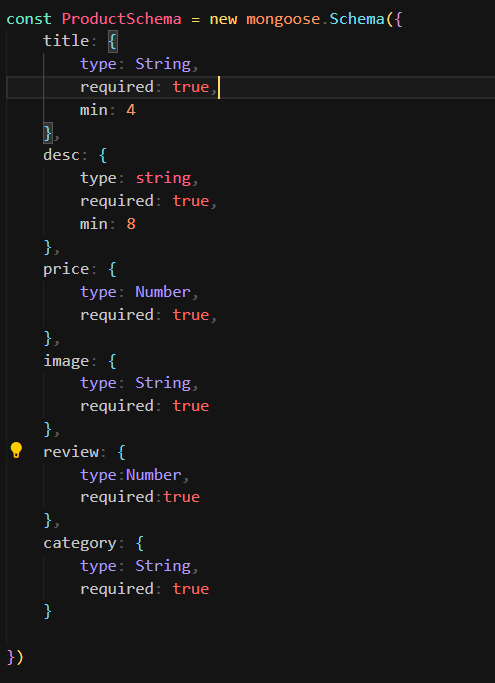 const ProductSchema = new mongoose.Schema({
    title: {
        type: String,
        required: true,
        min: 4
    },
    desc: {
        type: string,
        required: true,
        min: 8
    },
    price: {
        type: Number,
        required: true,
    },
    image: {
        type: String,
        required: true
    },
    review: {
        type:Number,
        required:true
    },
    category: {
        type: String,
        required: true
    }
})